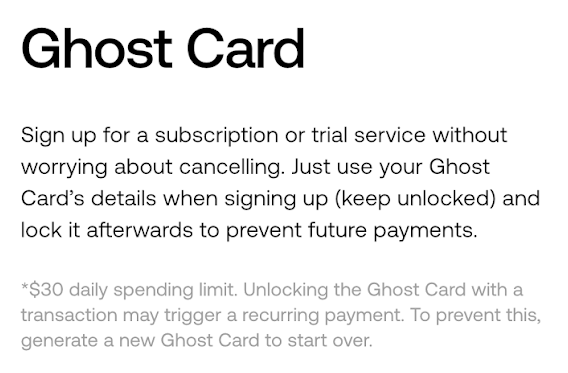 Ghost Card
Sign up for a subscription or trial service without
worrying about cancelling. Just use your Ghost
Card’s details when signing up (keep unlocked) and
lock it afterwards to prevent future payments.
*$30 daily spending limit. Unlocking the Ghost Card with a
transaction may trigger a recurring payment. To prevent this,
generate a new Ghost Card to start over.